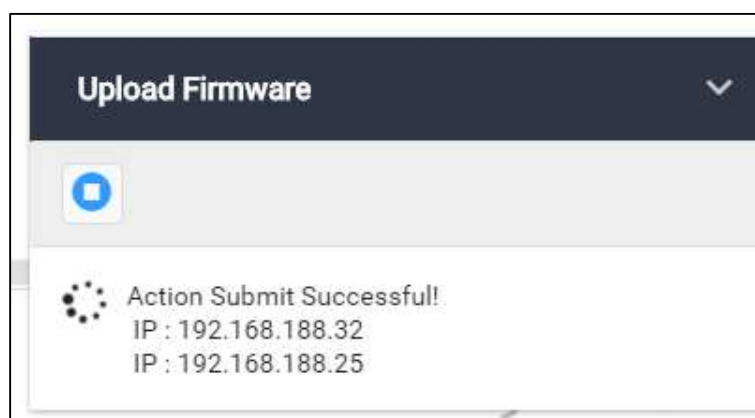 Upload Firmware
Action Submit Successful!
IP : 192.168.188.32
IP : 192.168.188.25